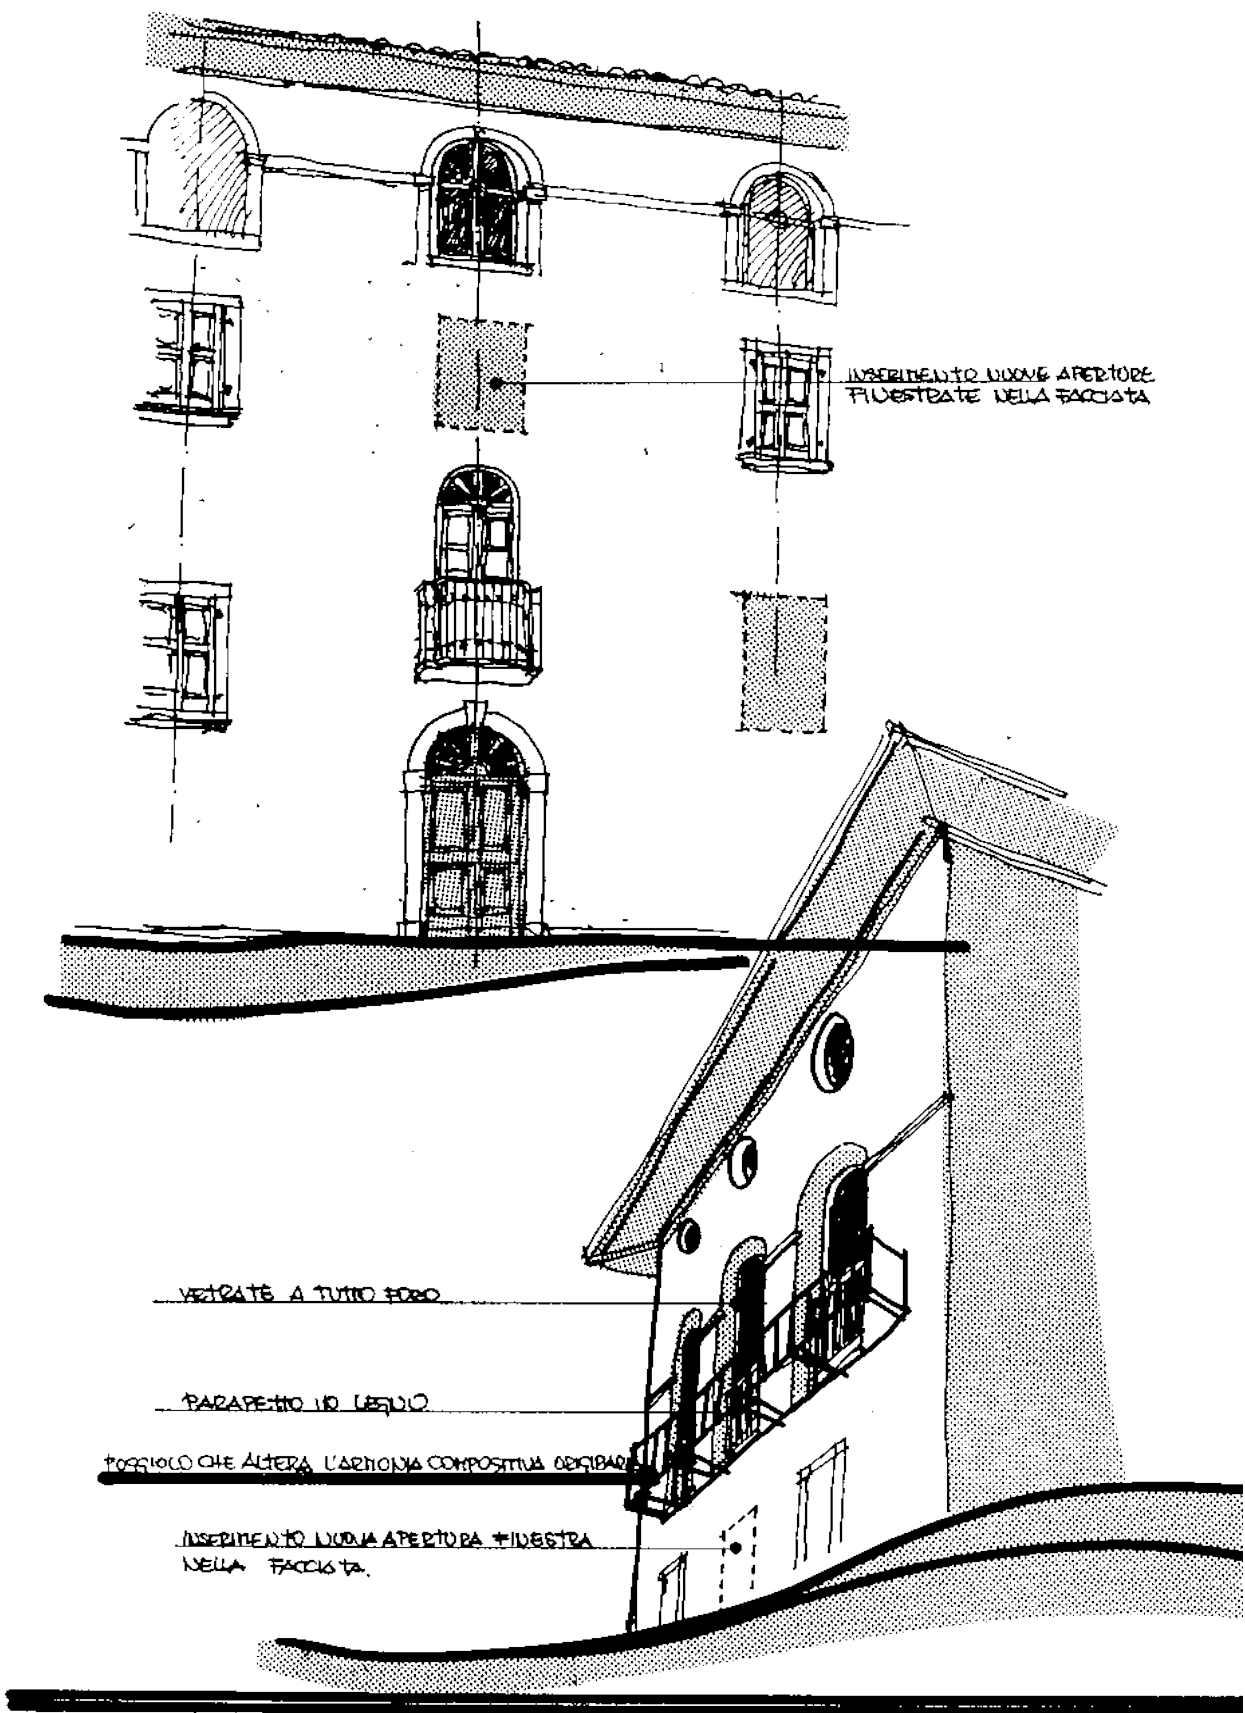 INSERIMENTO NUOVE APERTURE
FINESTRATE NELLA FACCIATA
VETRATE A TUTTO FORO
PARAPETTO IN LEGNO
POGGIOLO CHE ALTERA L'ARMONIA COMPOSITIVA ORIGINARIA
INSERIMENTO NUOVA APERTURA FINESTRA
NELLA FACCIATA.